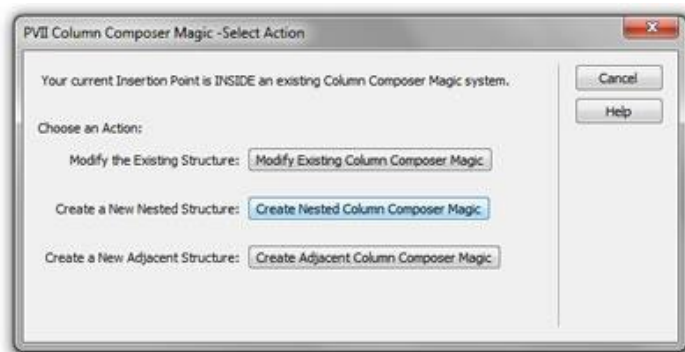 PVII Column Composer Magic -Select Action
Your current Insertion Point is INSIDE an existing Column Composer Magic system.
Cancel
Help
Choose an Action:
Modify the Existing Structure: Modify Existing Column Composer Magic
Create a New Nested Structure: Create Nested Column Composer Magic
Create a New Adjacent Structure: Create Adjacent Column Composer Magic